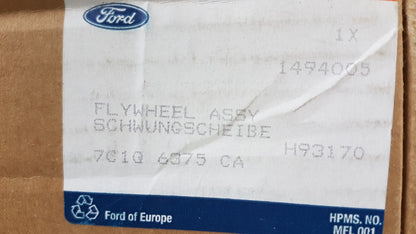 Ford
1X
1494005
FLYWHEEL ASSY
SCHWUNGSCHEIBE
7C1Q 6375 CA H93170
Ford of Europe
HPMS. NO.
MEL 001